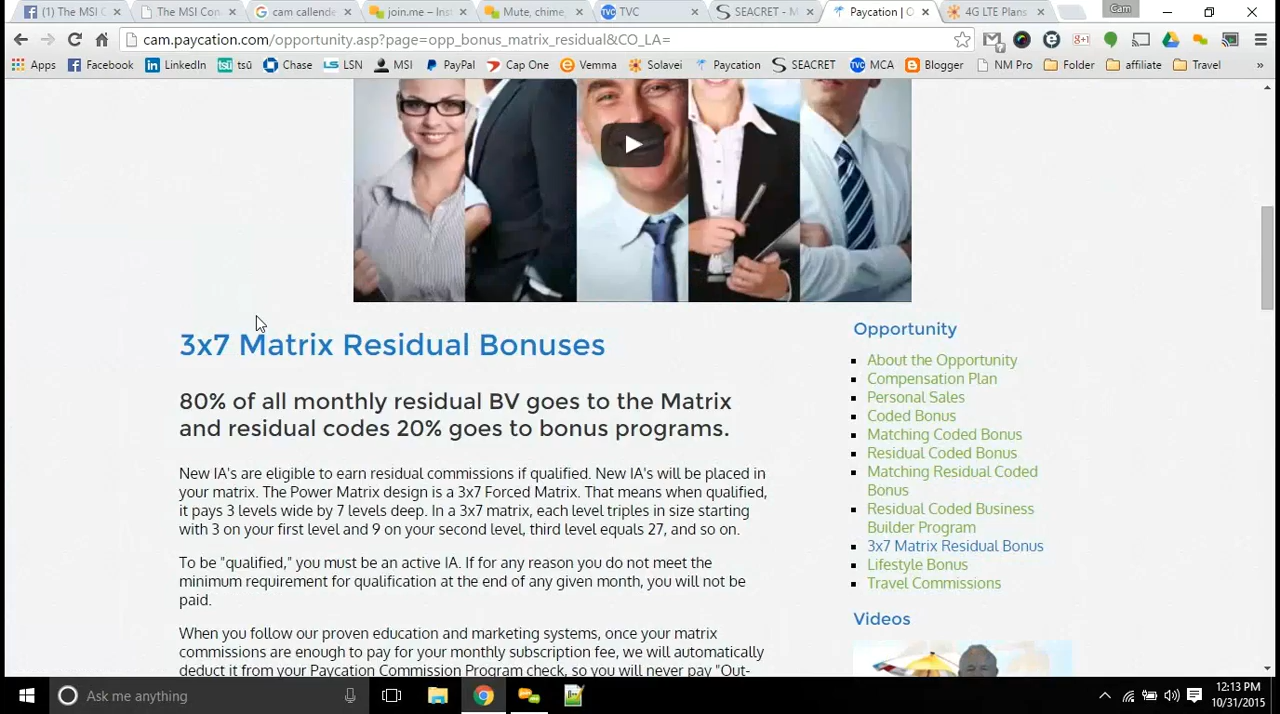 (1) The MSI C
The MSI Con
cam callende
join.me – Inst
Mute, chime,
TVC
SEACRET - M
Paycation | O
4G LTE Plans
Cam
cam.paycation.com/opportunity.asp?page=opp_bonus_matrix_residual&CO_LA=
Apps
Facebook
LinkedIn
tsū
Chase
LSN
MSI
PayPal
Cap One
Vemma
Solavei
Paycation
SEACRET
MCA
Blogger
NM Pro
Folder
affiliate
Travel
»
3x7 Matrix Residual Bonuses
80% of all monthly residual BV goes to the Matrix
and residual codes 20% goes to bonus programs.
New IA's are eligible to earn residual commissions if qualified. New IA's will be placed in
your matrix. The Power Matrix design is a 3x7 Forced Matrix. That means when qualified,
it pays 3 levels wide by 7 levels deep. In a 3x7 matrix, each level triples in size starting
with 3 on your first level and 9 on your second level, third level equals 27, and so on.
To be "qualified," you must be an active IA. If for any reason you do not meet the
minimum requirement for qualification at the end of any given month, you will not be
paid.
When you follow our proven education and marketing systems, once your matrix
commissions are enough to pay for your monthly subscription fee, we will automatically
deduct it from your Paycation Commission Program check, so you will never pay "Out-
Opportunity
About the Opportunity
Compensation Plan
Personal Sales
Coded Bonus
Matching Coded Bonus
Residual Coded Bonus
Matching Residual Coded
Bonus
Residual Coded Business
Builder Program
3x7 Matrix Residual Bonus
Lifestyle Bonus
Travel Commissions
Videos
Ask me anything
12:13 PM
10/31/2015